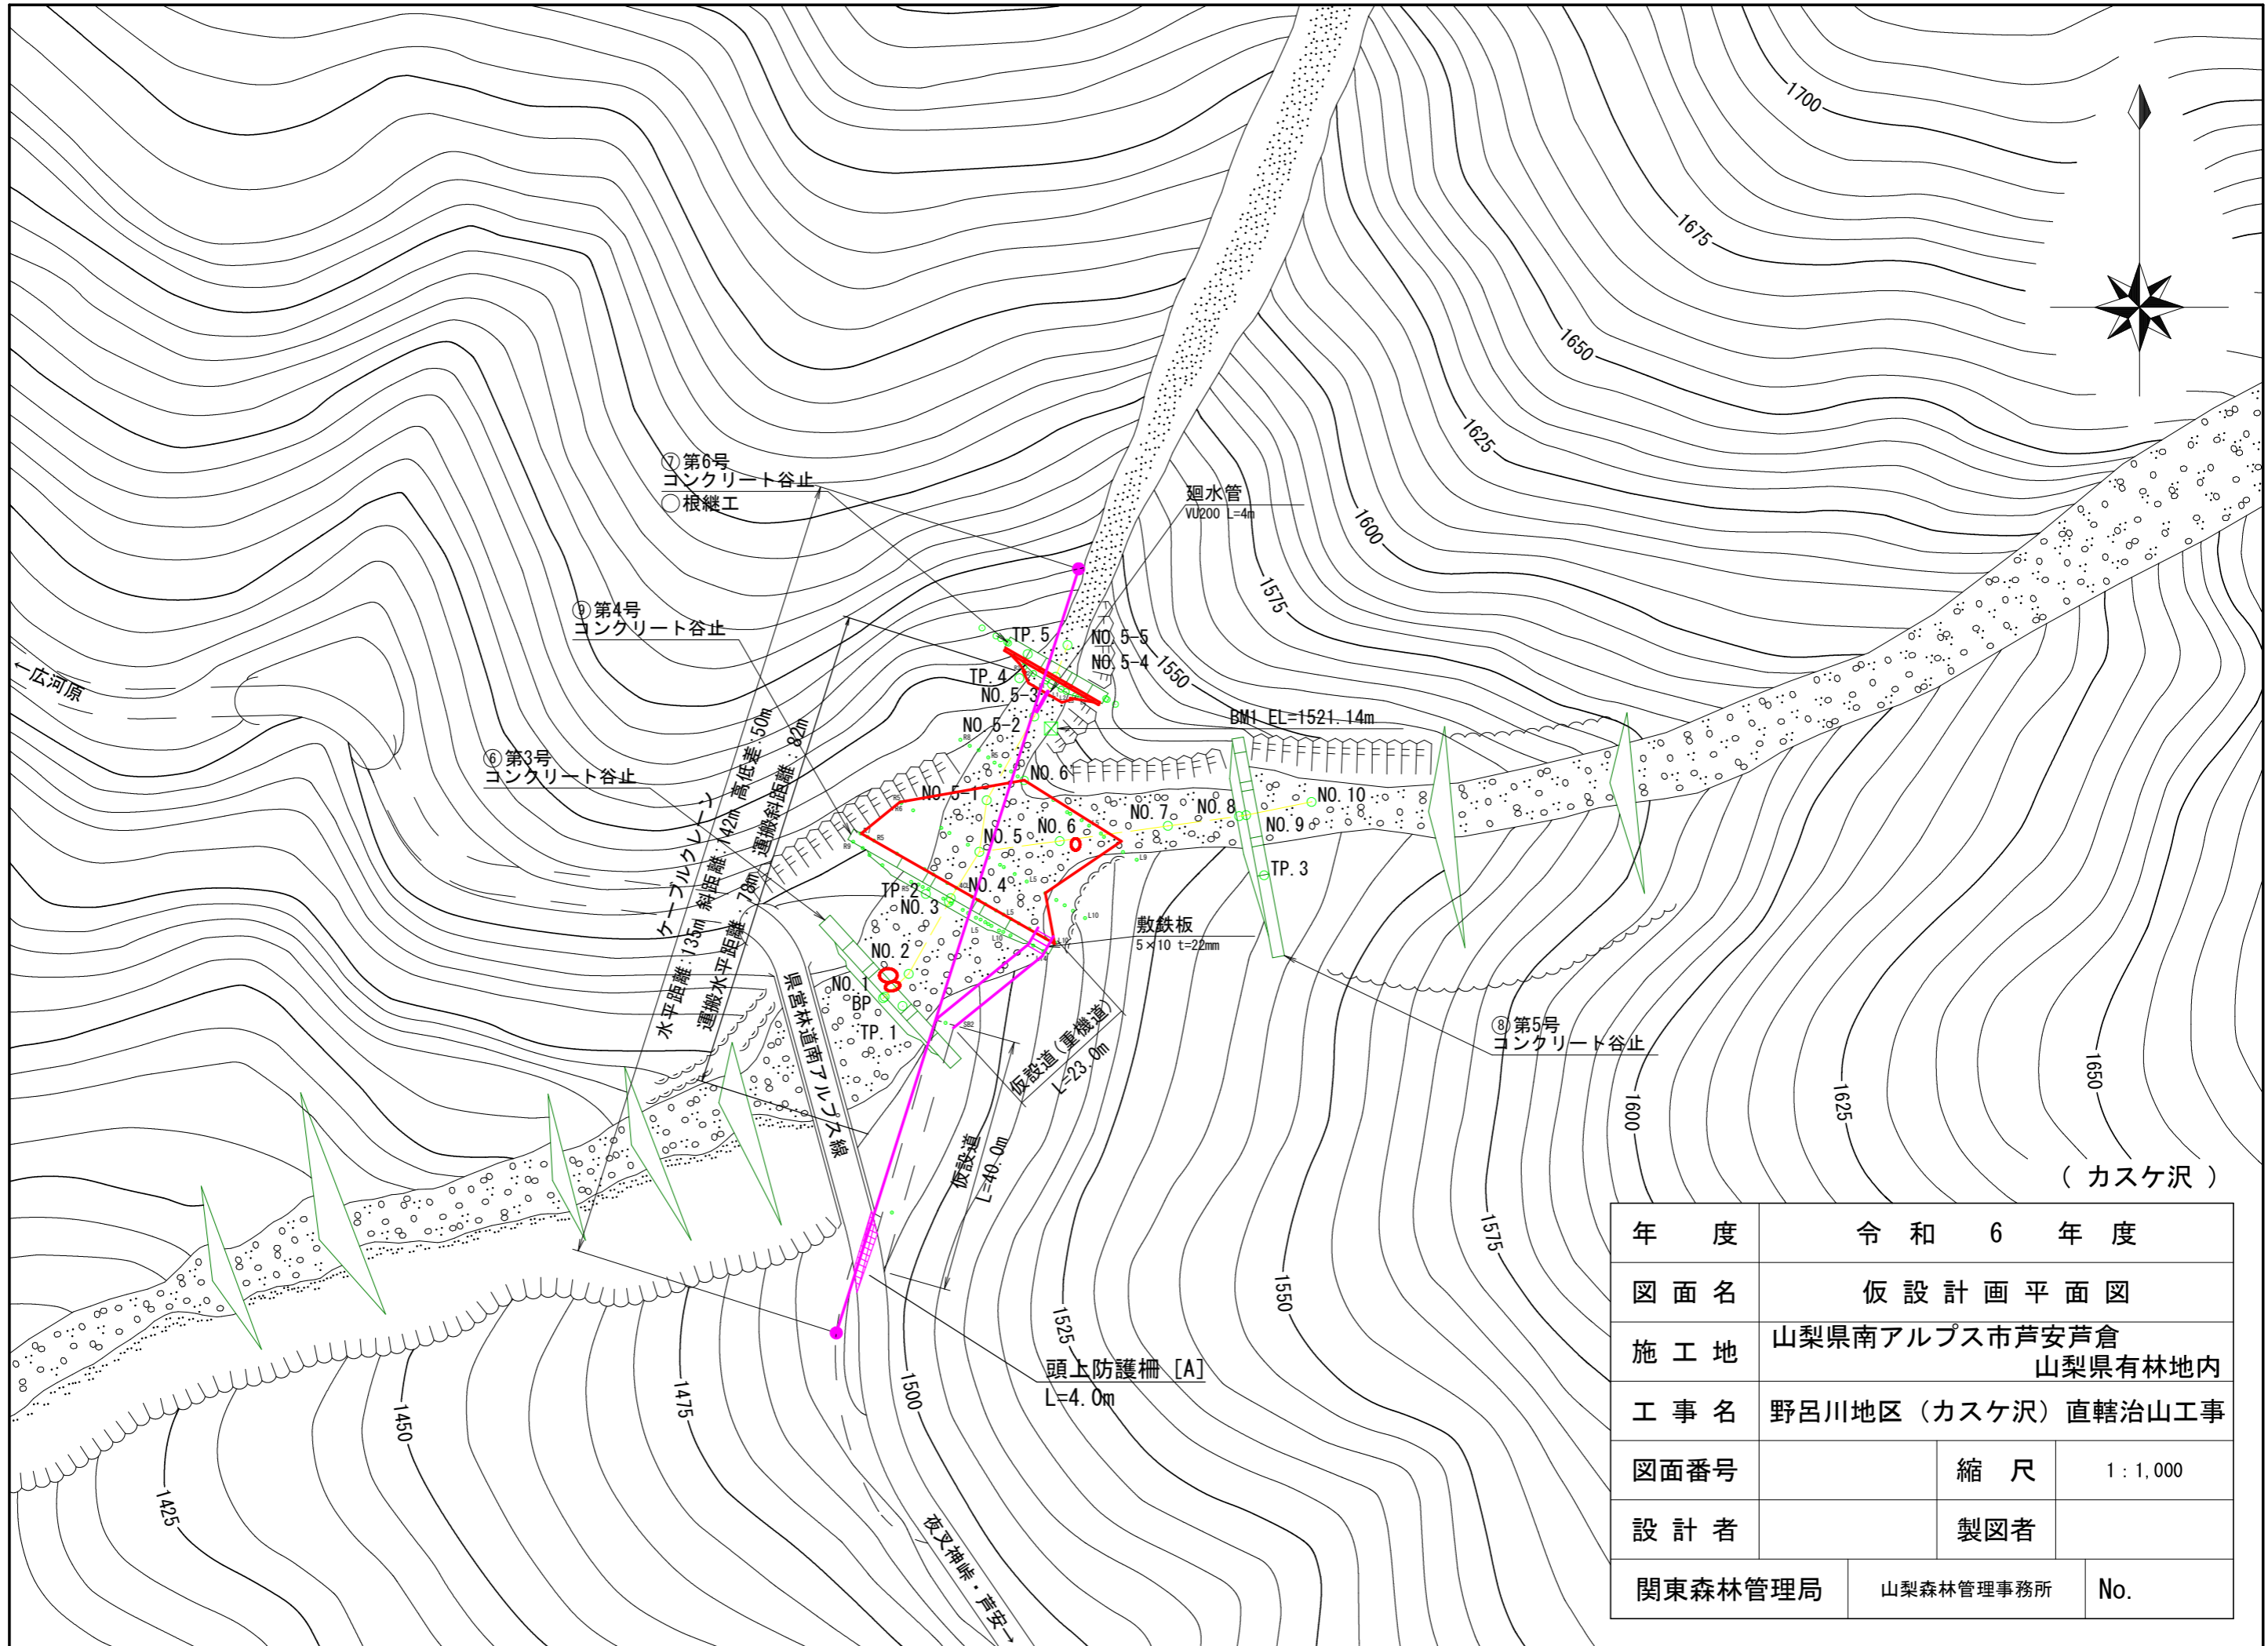 1700
1675
1650
1625
1600
1575
1550
⑦第6号
コンクリート谷止
○根継工
廻水管
VU200 L=4m
⑨第4号
コンクリート谷止
←広河原
⑥第3号
コンクリート谷止
ケーブルクレーン
水平距離:135m 斜距離:142m 高低差:50m
運搬水平距離:78m 運搬斜距離:82m
TP.5
NO.5-5
NO.5-4
TP.4
NO.5-3
NO.5-2
BM1 EL=1521.14m
NO.6
NO.5-1
NO.5
NO.6
NO.7
NO.8
NO.9
NO.10
TP.3
TP.2
NO.4
NO.3
NO.2
NO.1
BP
TP.1
R8
R5
R9
L5
L10
L9
L10
SB2
敷鉄板
5×10 t=22mm
県営林道南アルプス線
仮設道(重機道)
L=23.0m
仮設道
L=40.0m
⑧第5号
コンクリート谷止
頭上防護柵 [A]
L=4.0m
夜叉神峠・芦安→
1425
1450
1475
1500
1525
1550
1575
1600
1625
1650
( カスケ沢 )
年 度 令 和 6 年 度
図 面 名 仮 設 計 画 平 面 図
施 工 地 山梨県南アルプス市芦安芦倉
山梨県有林地内
工 事 名 野呂川地区(カスケ沢)直轄治山工事
図面番号 縮 尺 1:1,000
設 計 者 製図者
関東森林管理局 山梨森林管理事務所 No.